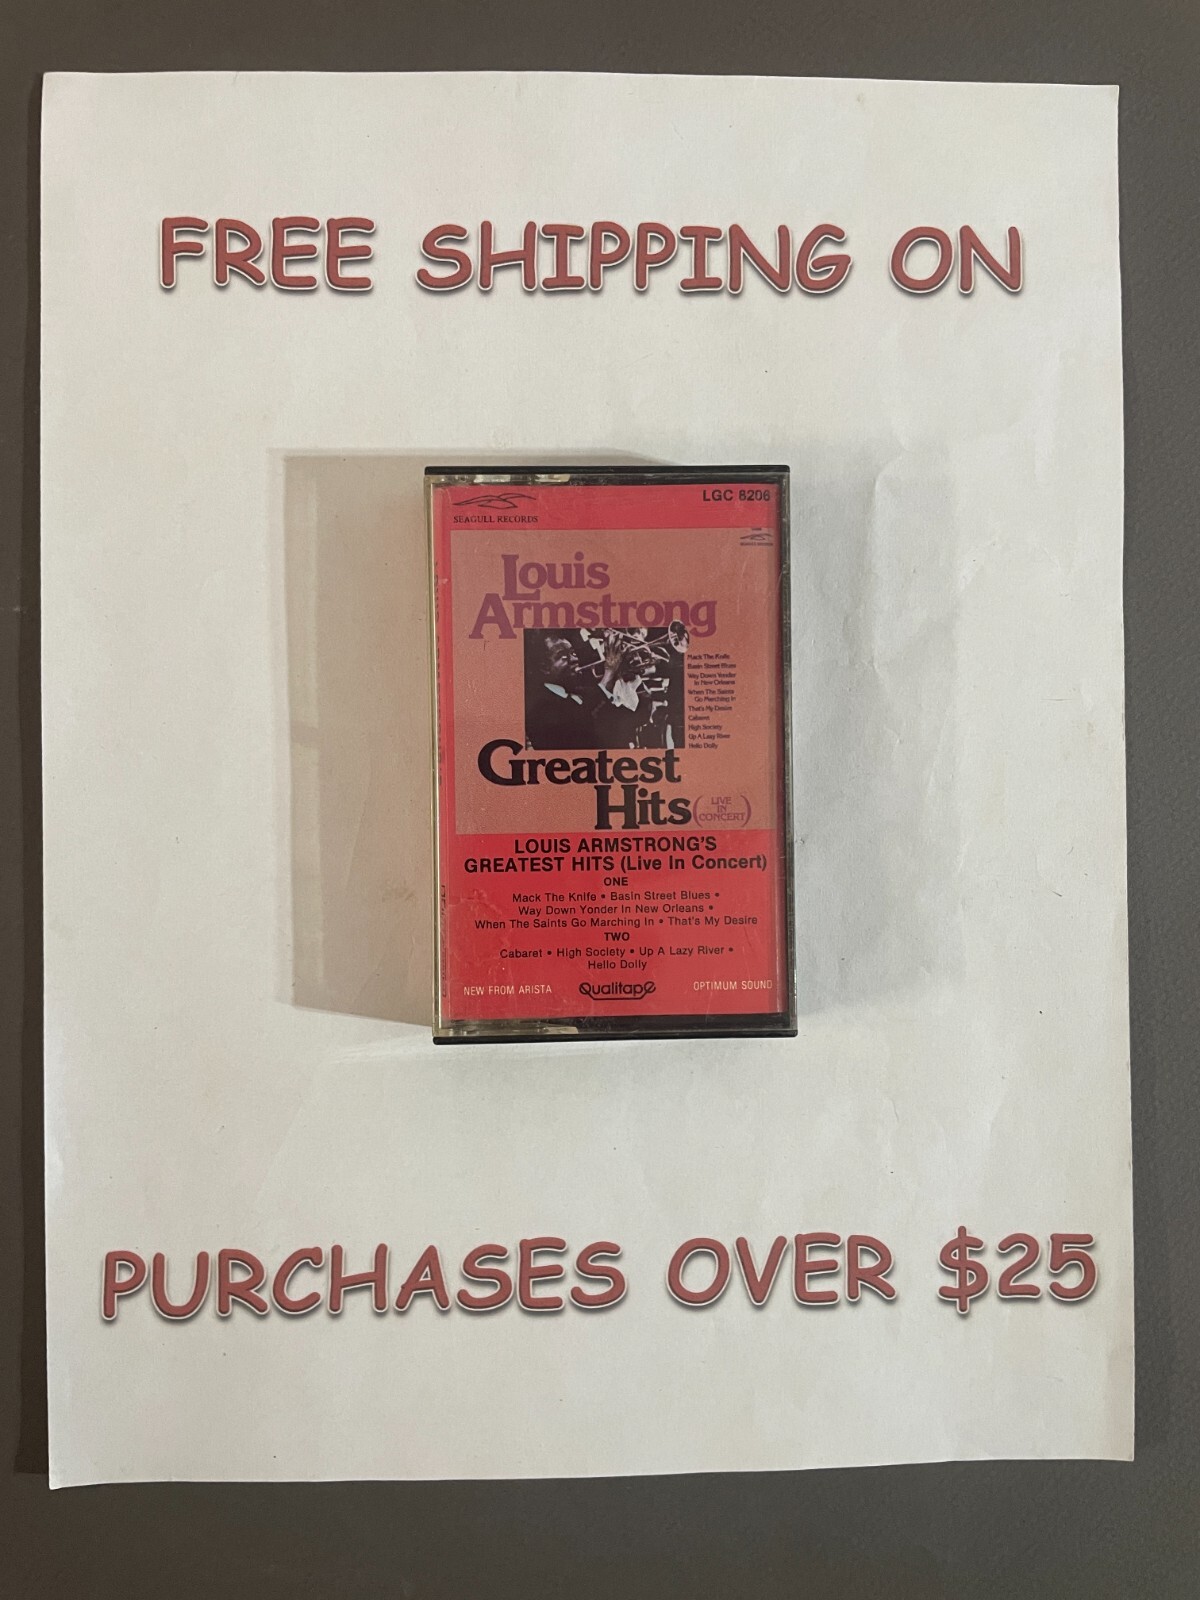 FREE SHIPPING ON
SEAGULL RECORDS
LGC 8206
Louis
Armstrong
Mack The Knife
Basin Street Blues
Way Down Yonder
In New Orleans
When The Saints
Go Marching In
That's My Desire
Cabaret
High Society
Up A Lazy River
Hello Dolly
Greatest
Hits
(LIVE
IN
CONCERT)
LOUIS ARMSTRONG'S
GREATEST HITS (Live In Concert)
ONE
Mack The Knife • Basin Street Blues •
Way Down Yonder In New Orleans •
When The Saints Go Marching In • That's My Desire
TWO
Cabaret • High Society • Up A Lazy River •
Hello Dolly
NEW FROM ARISTA
Qualitape
OPTIMUM SOUND
PURCHASES OVER $25